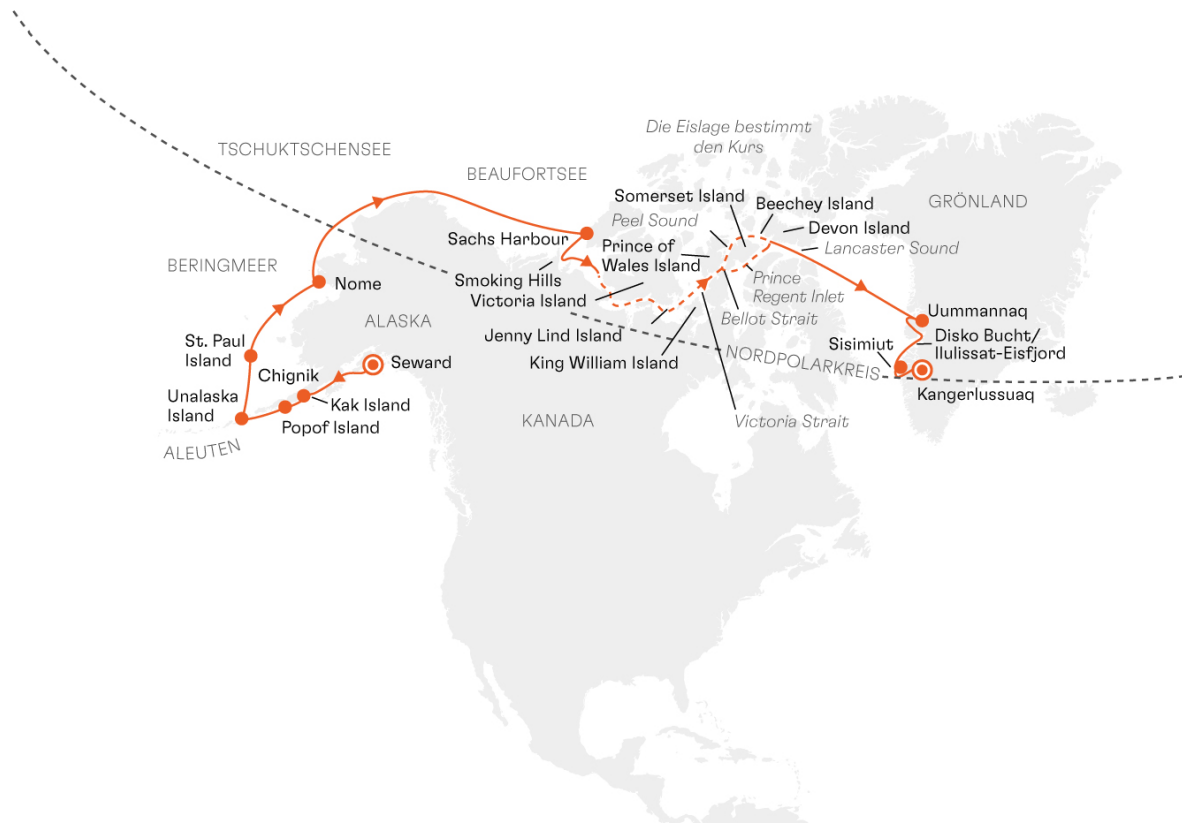 Die Eislage bestimmt
den Kurs
TSCHUKTSCHENSEE
BEAUFORTSEE
Somerset Island
Beechey Island
GRÖNLAND
Peel Sound
Devon Island
Sachs Harbour
Prince of
Wales Island
Lancaster Sound
BERINGMEER
Smoking Hills
Nome
Victoria Island
Prince
Regent Inlet
Uummannaq
ALASKA
Jenny Lind Island
Bellot Strait
Disko Bucht/
Ilulissat-Eisfjord
St. Paul
Island
Sisimiut
Seward
King William Island
NORDPOLARKREIS
Chignik
Kangerlussuaq
Unalaska
Island
Kak Island
Popof Island
KANADA
Victoria Strait
ALEUTEN